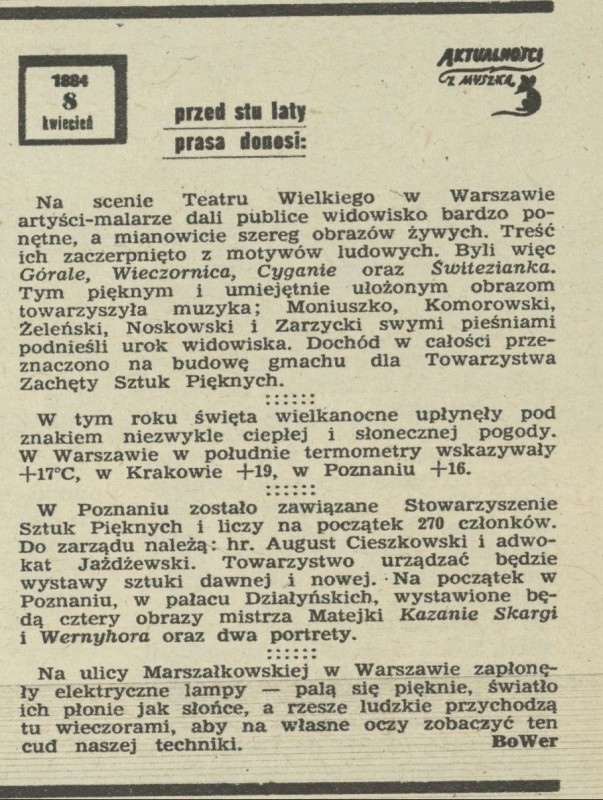 1884
8
kwiecień
przed stu laty
prasa donosi:
AKTUALNOŚCI
Z MUSZKĄ
Na scenie Teatru Wielkiego w Warszawie
artyści-malarze dali publice widowisko bardzo po-
nętne, a mianowicie szereg obrazów żywych. Treść
ich zaczerpnięto z motywów ludowych. Byli więc
Górale, Wieczornica, Cyganie oraz Świtezianka.
Tym pięknym i umiejętnie ułożonym obrazom
towarzyszyła muzyka; Moniuszko, Komorowski,
Żeleński, Noskowski i Zarzycki swymi pieśniami
podnieśli urok widowiska. Dochód w całości prze-
znaczono na budowę gmachu dla Towarzystwa
Zachęty Sztuk Pięknych.
W tym roku święta wielkanocne upłynęły pod
znakiem niezwykle ciepłej i słonecznej pogody.
W Warszawie w południe termometry wskazywały
+17°C, w Krakowie +19, w Poznaniu +16.
W Poznaniu zostało zawiązane Stowarzyszenie
Sztuk Pięknych i liczy na początek 270 członków.
Do zarządu należą: hr. August Cieszkowski i adwo-
kat Jażdżewski. Towarzystwo urządzać będzie
wystawy sztuki dawnej i nowej. Na początek w
Poznaniu, w pałacu Działyńskich, wystawione bę-
dą cztery obrazy mistrza Matejki Kazanie Skargi
i Wernyhora oraz dwa portrety.
Na ulicy Marszałkowskiej w Warszawie zapłonę-
ły elektryczne lampy — palą się pięknie, światło
ich płonie jak słońce, a rzesze ludzkie przychodzą
tu wieczorami, aby na własne oczy zobaczyć ten
cud naszej techniki. BoWer